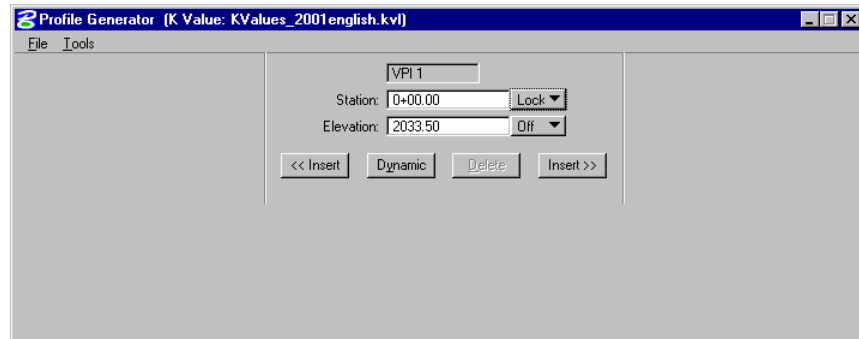 Profile Generator (K Value: KValues_2001english.kvl)
File Tools
VPI 1
Station: 0+00.00 Lock
Elevation: 2033.50 Off
<< Insert Dynamic Delete Insert >>